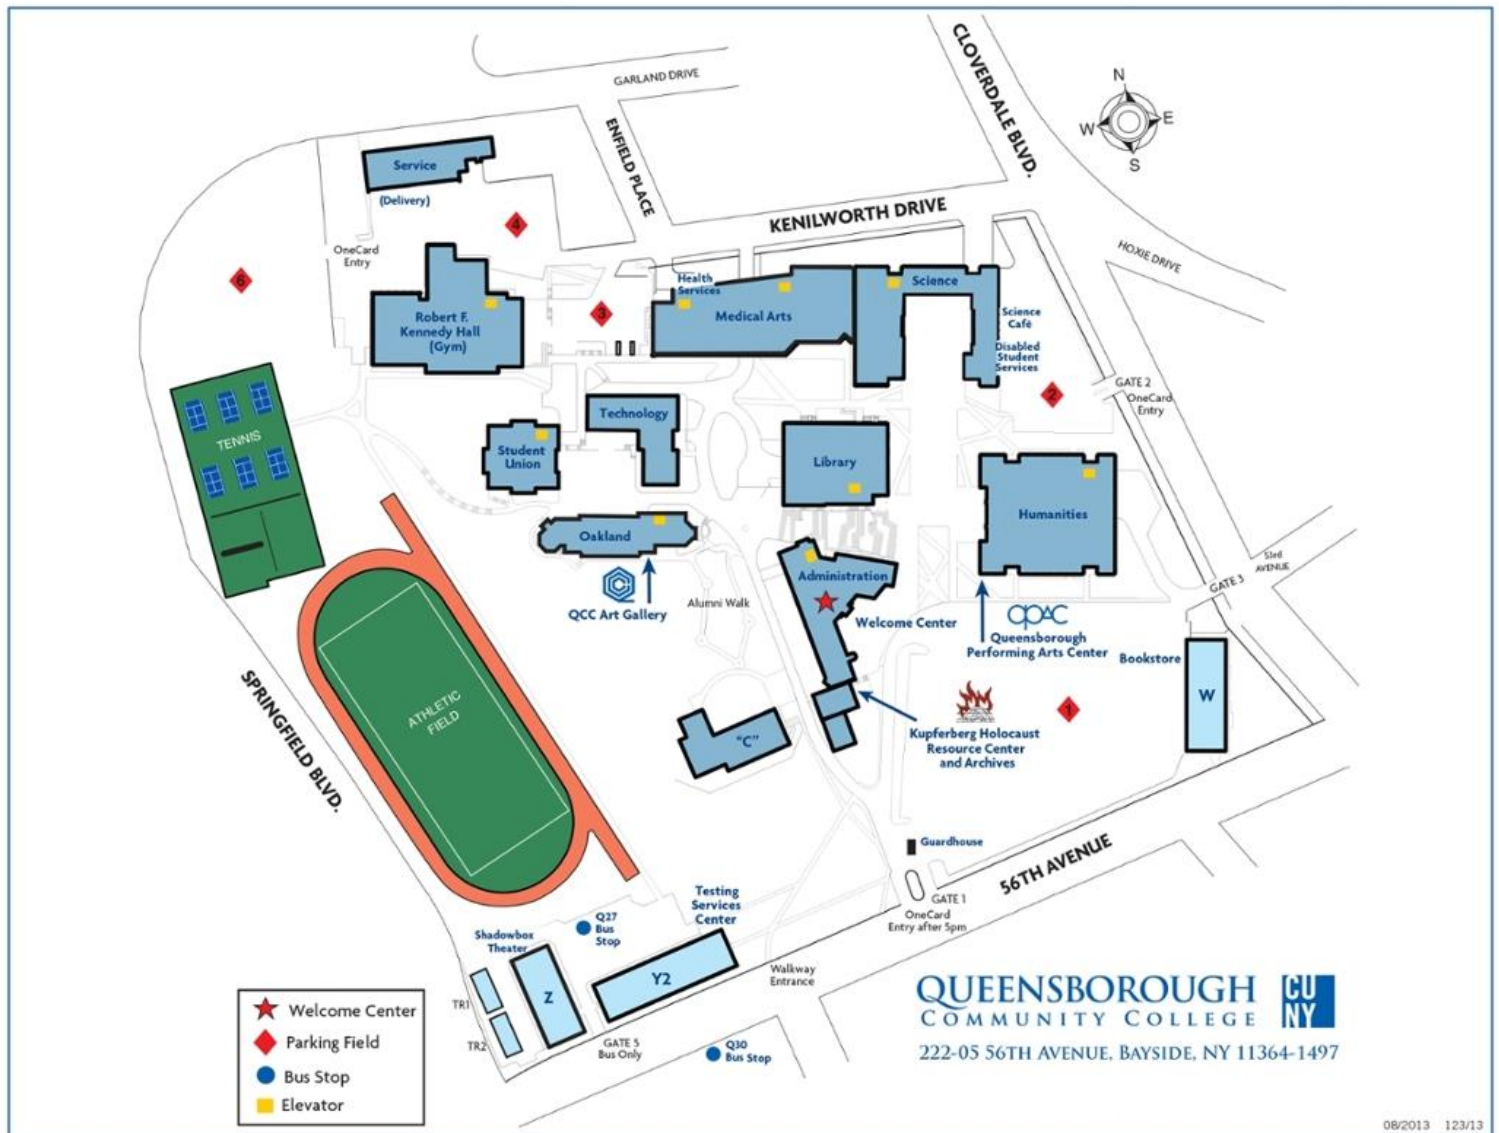 GARLAND DRIVE
CLOVERDALE BLVD.
N
W E
S
ENFIELD PLACE
Service
(Delivery)
4
KENILWORTH DRIVE
HOXIE DRIVE
OneCard
Entry
6
Robert F.
Kennedy Hall
(Gym)
3
Health
Services
Medical Arts
Science
Science
Café
Disabled
Student
Services
2
GATE 2
OneCard
Entry
TENNIS
Technology
Student
Union
Library
Humanities
Oakland
QCC Art Gallery
Alumni Walk
Administration
Welcome Center
53rd
AVENUE
GATE 3
QPAC
Queensborough
Performing Arts Center
Bookstore
W
1
SPRINGFIELD BLVD.
ATHLETIC
FIELD
"C"
Kupferberg Holocaust
Resource Center
and Archives
Guardhouse
56TH AVENUE
GATE 1
OneCard
Entry after 5pm
Testing
Services
Center
Q27
Bus
Stop
Shadowbox
Theater
Z
Y2
TR1
TR2
Walkway
Entrance
GATE 5
Bus Only
Q30
Bus Stop
Welcome Center
Parking Field
Bus Stop
Elevator
QUEENSBOROUGH
COMMUNITY COLLEGE
CU
NY
222-05 56TH AVENUE, BAYSIDE, NY 11364-1497
08/2013 123/13